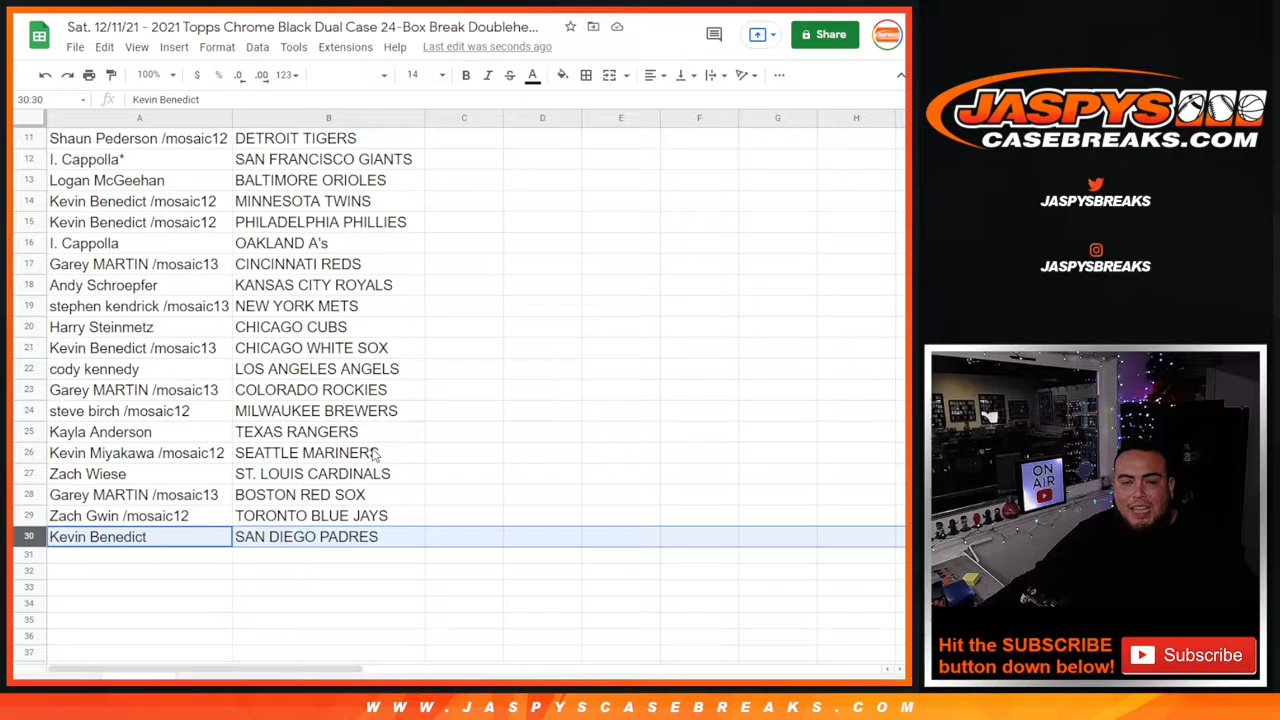 Sat. 12/11/21 - 2021 Topps Chrome Black Dual Case 24-Box Break Doublehe...
File Edit View Insert Format Data Tools Extensions Help Last edit was seconds ago
Share
100% $ % .0 .00 123 14 B I S A
30:30 fx Kevin Benedict
A B C D E F G H
11 Shaun Pederson /mosaic12 DETROIT TIGERS
12 I. Cappolla* SAN FRANCISCO GIANTS
13 Logan McGeehan BALTIMORE ORIOLES
14 Kevin Benedict /mosaic12 MINNESOTA TWINS
15 Kevin Benedict /mosaic12 PHILADELPHIA PHILLIES
16 I. Cappolla OAKLAND A's
17 Garey MARTIN /mosaic13 CINCINNATI REDS
18 Andy Schroepfer KANSAS CITY ROYALS
19 stephen kendrick /mosaic13 NEW YORK METS
20 Harry Steinmetz CHICAGO CUBS
21 Kevin Benedict /mosaic13 CHICAGO WHITE SOX
22 cody kennedy LOS ANGELES ANGELS
23 Garey MARTIN /mosaic13 COLORADO ROCKIES
24 steve birch /mosaic12 MILWAUKEE BREWERS
25 Kayla Anderson TEXAS RANGERS
26 Kevin Miyakawa /mosaic12 SEATTLE MARINERS
27 Zach Wiese ST. LOUIS CARDINALS
28 Garey MARTIN /mosaic13 BOSTON RED SOX
29 Zach Gwin /mosaic12 TORONTO BLUE JAYS
30 Kevin Benedict SAN DIEGO PADRES
31
32
33
34
35
36
37
JASPYS
CASEBREAKS.COM
JASPYSBREAKS
JASPYSBREAKS
ON AIR
Hit the SUBSCRIBE
button down below!
Subscribe
WWW.JASPYSCASEBREAKS.COM